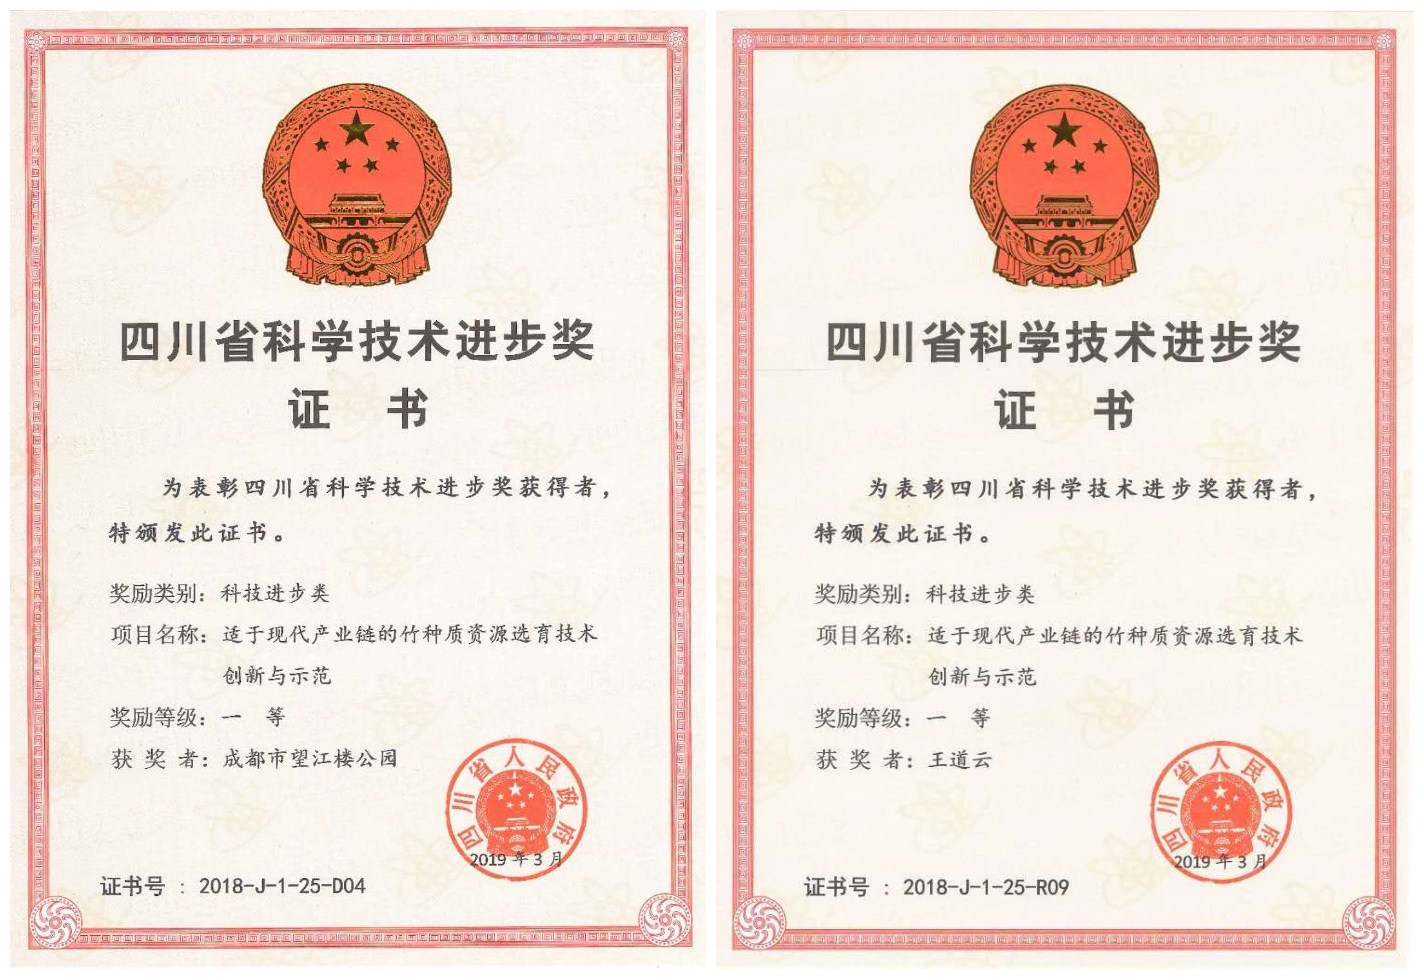 四川省科学技术进步奖
证 书
为表彰四川省科学技术进步奖获得者，
特颁发此证书。
奖励类别：科技进步类
项目名称：适于现代产业链的竹种质资源选育技术
创新与示范
奖励等级：一 等
获 奖 者：成都市望江楼公园
四川省人民政府
2019 年 3 月
证书号 ：2018-J-1-25-D04
四川省科学技术进步奖
证 书
为表彰四川省科学技术进步奖获得者，
特颁发此证书。
奖励类别：科技进步类
项目名称：适于现代产业链的竹种质资源选育技术
创新与示范
奖励等级：一 等
获 奖 者：王道云
四川省人民政府
2019 年 3 月
证书号 ：2018-J-1-25-R09